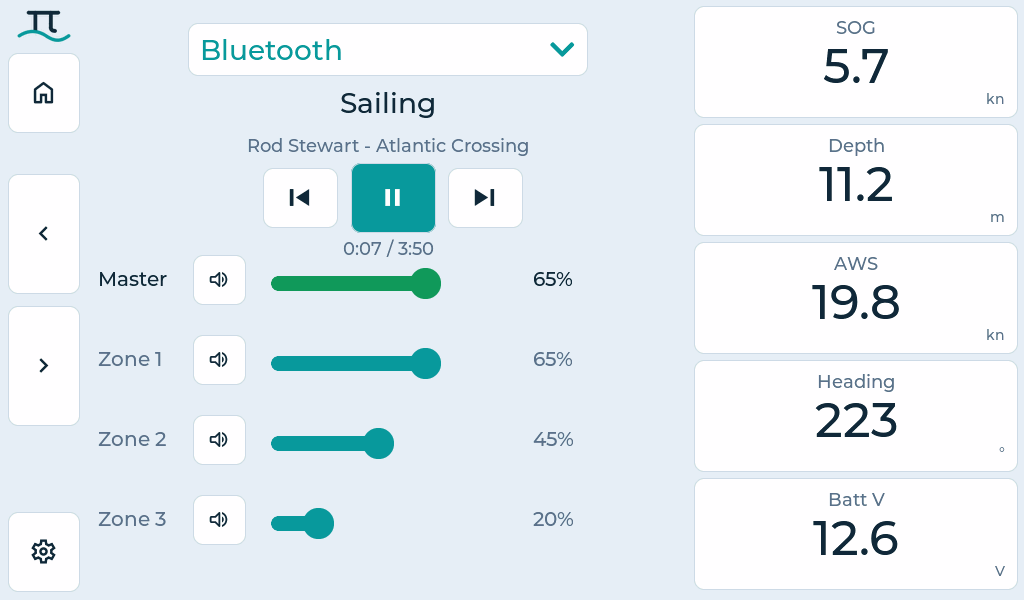 Bluetooth
Sailing
Rod Stewart - Atlantic Crossing
0:07 / 3:50
Master 65%
Zone 1 65%
Zone 2 45%
Zone 3 20%
SOG
5.7
kn
Depth
11.2
m
AWS
19.8
kn
Heading
223
°
Batt V
12.6
V